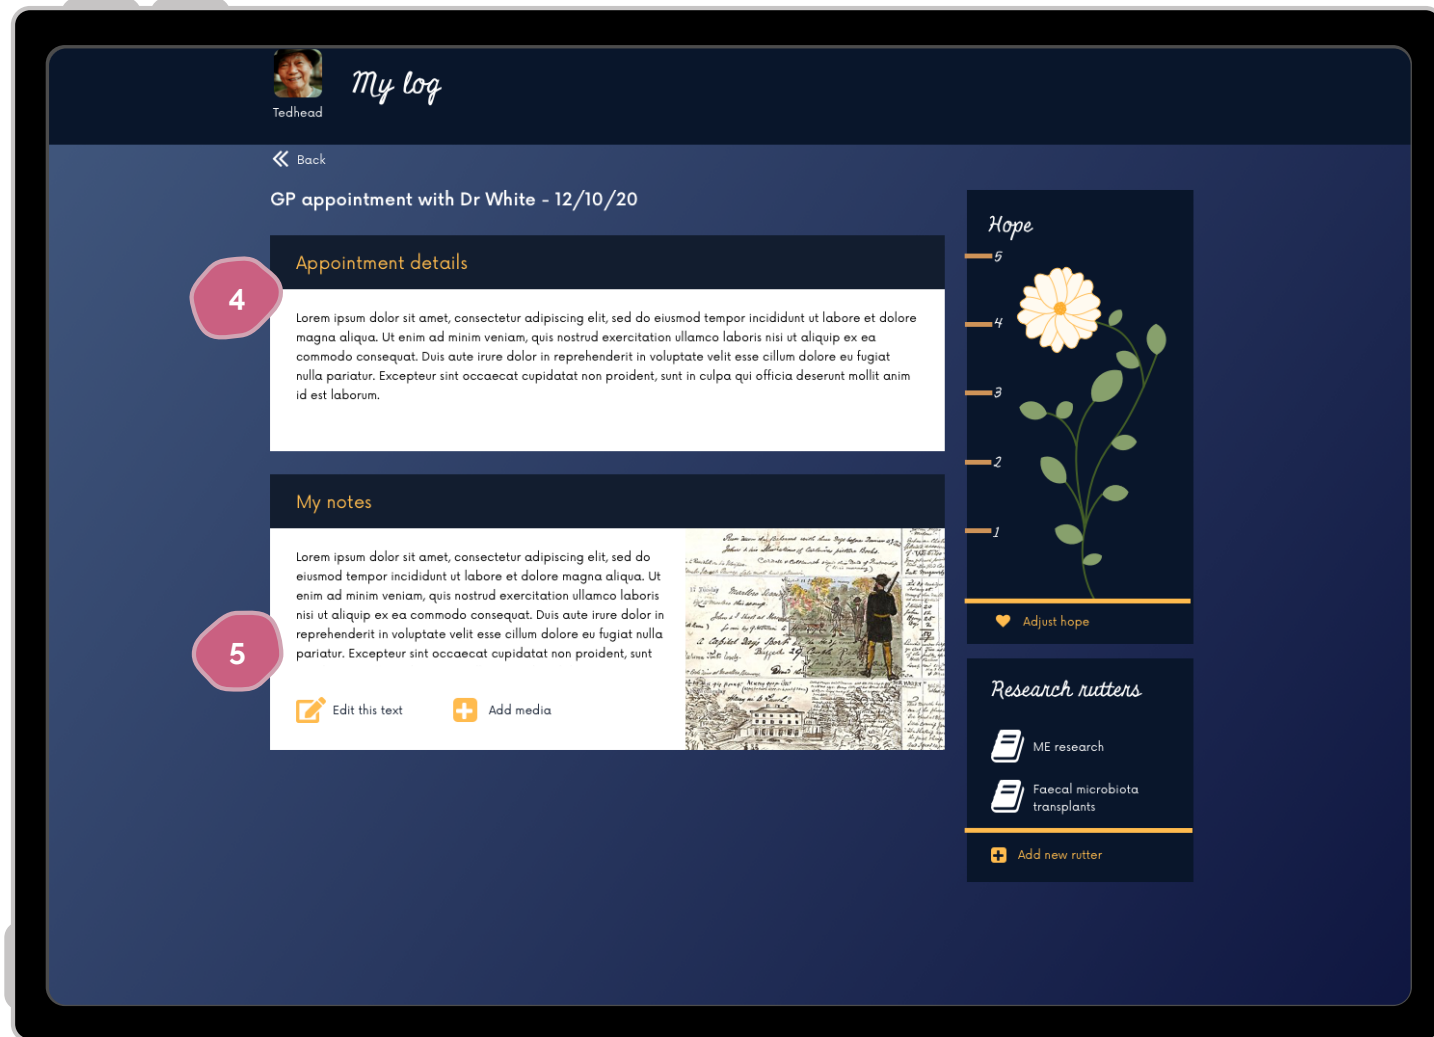 My log
Tedhead
Back
GP appointment with Dr White - 12/10/20
Appointment details
4
Lorem ipsum dolor sit amet, consectetur adipiscing elit, sed do eiusmod tempor incididunt ut labore et dolore
magna aliqua. Ut enim ad minim veniam, quis nostrud exercitation ullamco laboris nisi ut aliquip ex ea
commodo consequat. Duis aute irure dolor in reprehenderit in voluptate velit esse cillum dolore eu fugiat
nulla pariatur. Excepteur sint occaecat cupidatat non proident, sunt in culpa qui officia deserunt mollit anim
id est laborum.
My notes
Lorem ipsum dolor sit amet, consectetur adipiscing elit, sed do
eiusmod tempor incididunt ut labore et dolore magna aliqua. Ut
enim ad minim veniam, quis nostrud exercitation ullamco laboris
nisi ut aliquip ex ea commodo consequat. Duis aute irure dolor in
reprehenderit in voluptate velit esse cillum dolore eu fugiat nulla
pariatur. Excepteur sint occaecat cupidatat non proident, sunt
5
Edit this text
Add media
Hope
5
4
3
2
1
Adjust hope
Research rutters
ME research
Faecal microbiota
transplants
Add new rutter